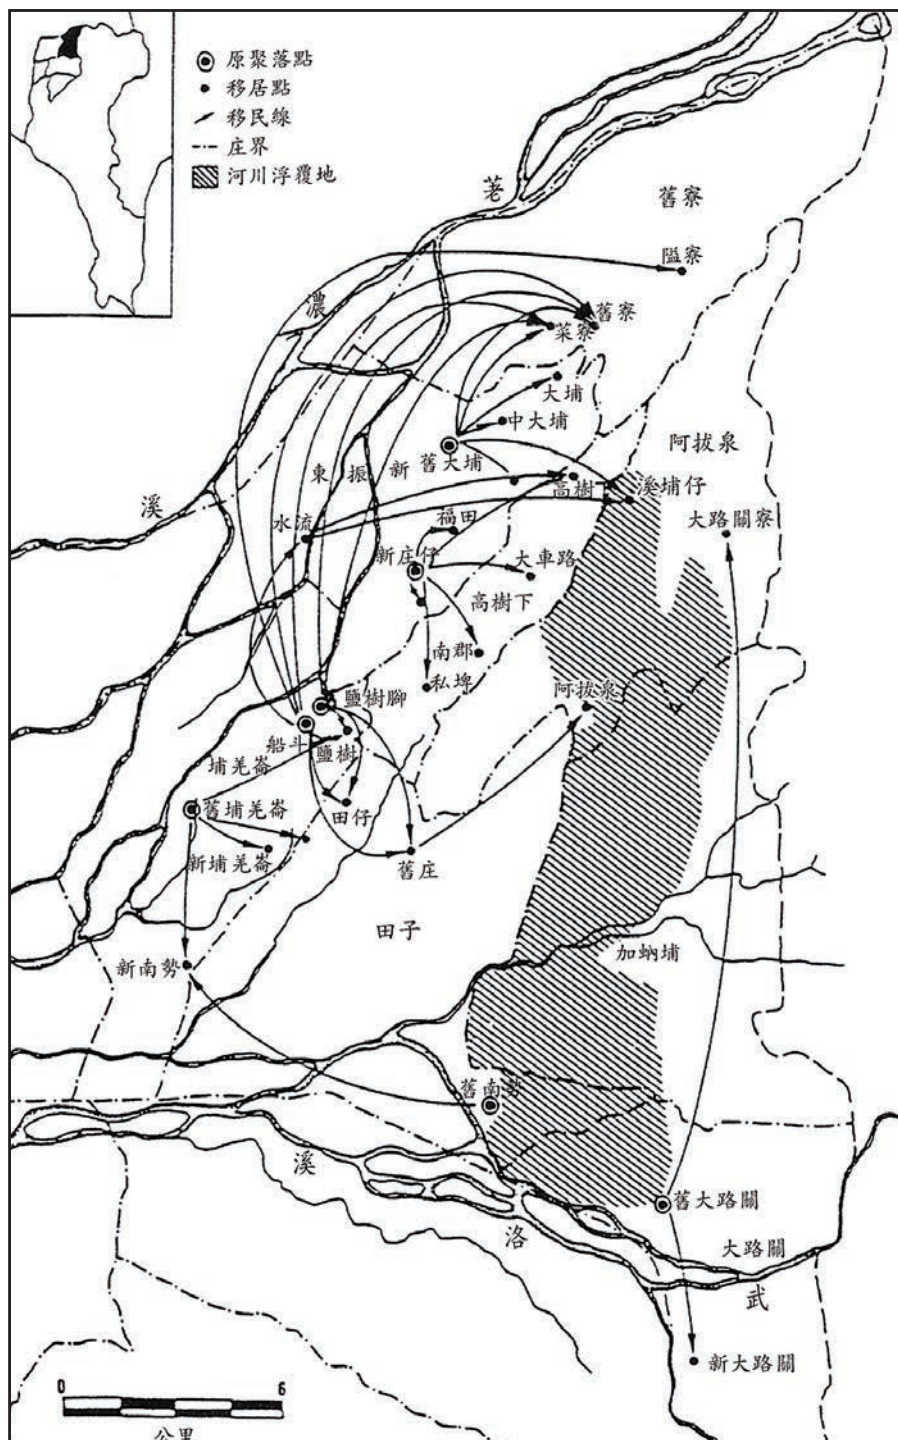 原聚落點
移居點
移民線
庄界
河川浮覆地
荖
濃
溪
舊寮
隘寮
舊寮
菜寮
大埔
中大埔
舊大埔
東振新
阿拔泉
高樹
溪埔仔
大路關寮
水流
福田
新庄仔
大車路
高樹下
南郡
私埤
阿拔泉
鹽樹腳
船斗
鹽樹
埔羌崙
舊埔羌崙
田仔
新埔羌崙
舊庄
田子
加蚋埔
新南勢
舊南勢
溪
洛
武
舊大路關
大路關
新大路關
0 6
公里